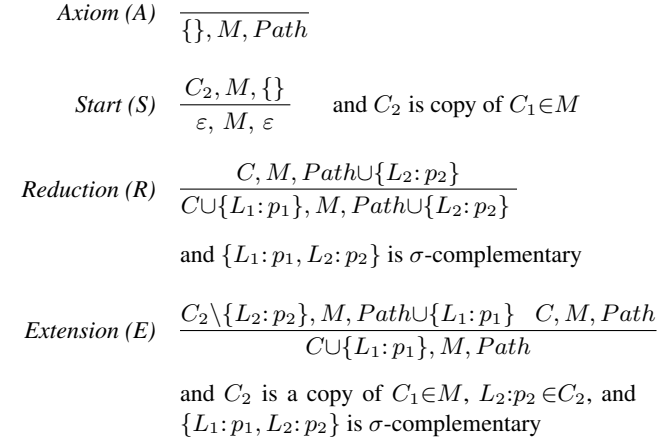 Axiom (A) {}, M, Path
Start (S) C₂, M, {}
ε, M, ε
and C₂ is copy of C₁∈M
Reduction (R) C, M, Path∪{L₂:p₂}
C∪{L₁:p₁}, M, Path∪{L₂:p₂}
and {L₁:p₁, L₂:p₂} is σ-complementary
Extension (E) C₂\{L₂:p₂}, M, Path∪{L₁:p₁} C, M, Path
C∪{L₁:p₁}, M, Path
and C₂ is a copy of C₁∈M, L₂:p₂∈C₂, and
{L₁:p₁, L₂:p₂} is σ-complementary